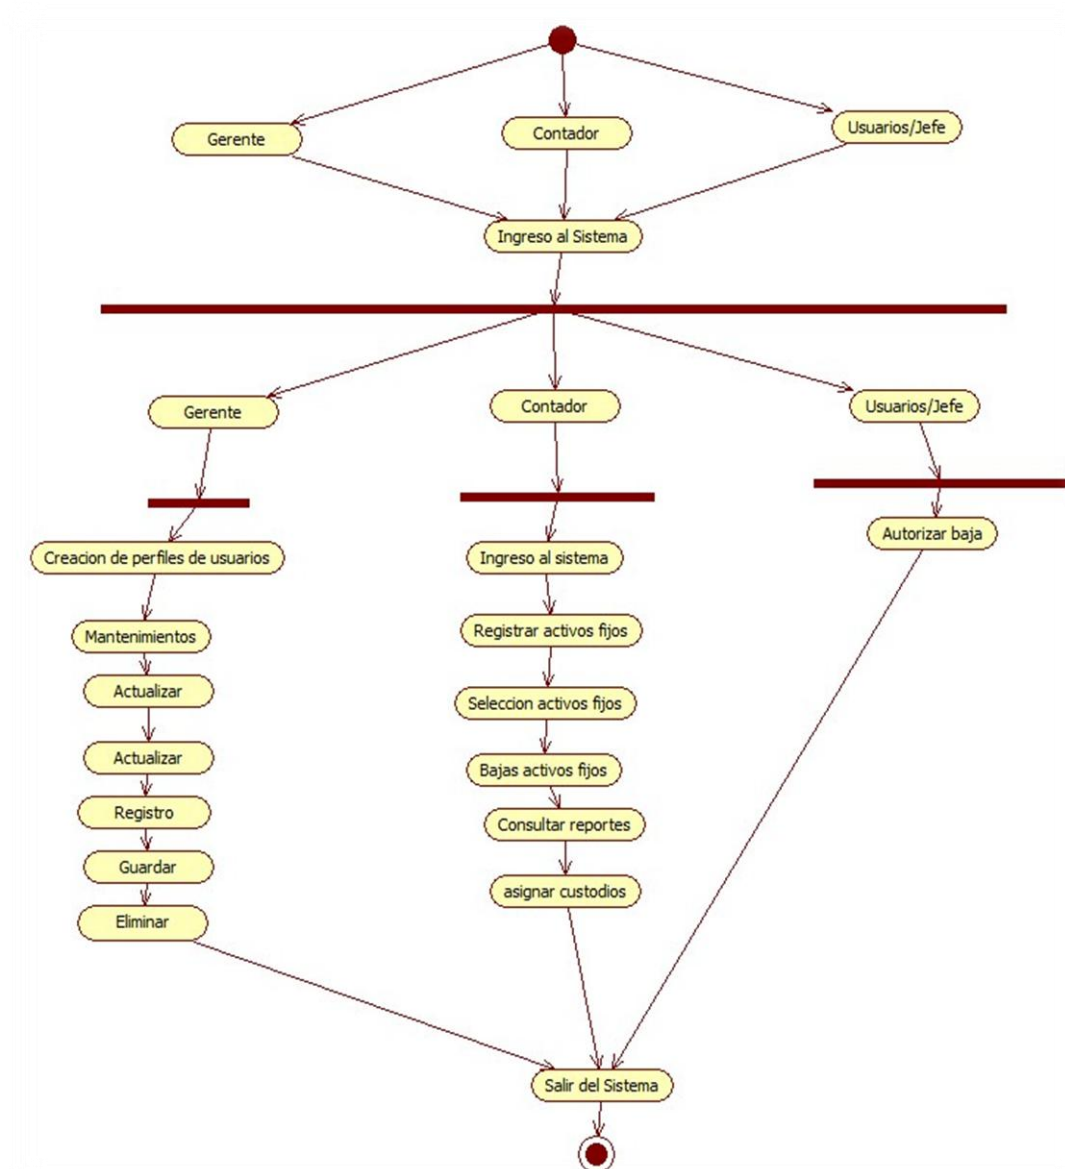 Gerente
Contador
Usuarios/Jefe
Ingreso al Sistema
Gerente
Contador
Usuarios/Jefe
Creacion de perfiles de usuarios
Mantenimientos
Actualizar
Actualizar
Registro
Guardar
Eliminar
Ingreso al sistema
Registrar activos fijos
Seleccion activos fijos
Bajas activos fijos
Consultar reportes
asignar custodios
Autorizar baja
Salir del Sistema